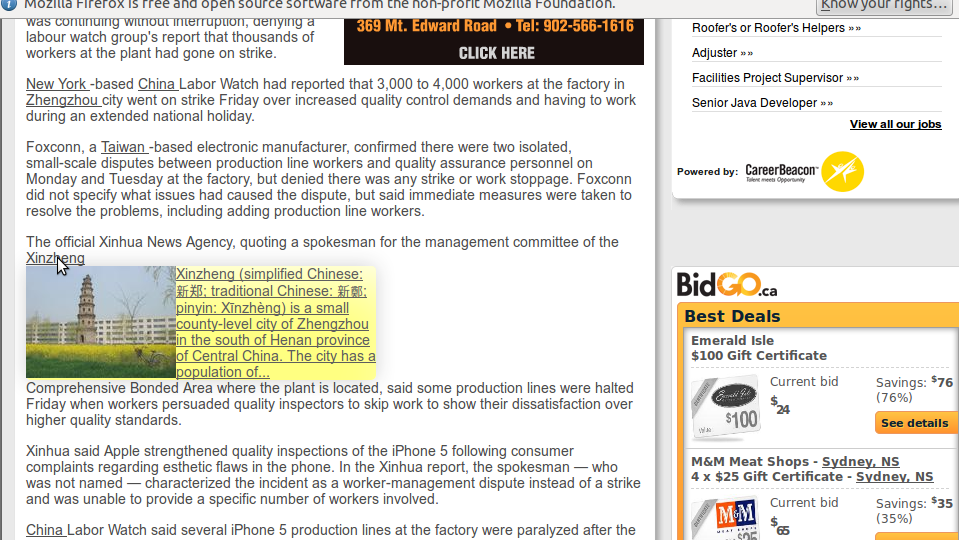 Mozilla Firefox is free and open source software from the non-profit Mozilla Foundation.
Know your rights...
was continuing without interruption, denying a
labour watch group's report that thousands of
workers at the plant had gone on strike.
369 Mt. Edward Road • Tel: 902-566-1616
CLICK HERE
New York -based China Labor Watch had reported that 3,000 to 4,000 workers at the factory in
Zhengzhou city went on strike Friday over increased quality control demands and having to work
during an extended national holiday.
Foxconn, a Taiwan -based electronic manufacturer, confirmed there were two isolated,
small-scale disputes between production line workers and quality assurance personnel on
Monday and Tuesday at the factory, but denied there was any strike or work stoppage. Foxconn
did not specify what issues had caused the dispute, but said immediate measures were taken to
resolve the problems, including adding production line workers.
The official Xinhua News Agency, quoting a spokesman for the management committee of the
Xinzheng
Xinzheng (simplified Chinese:
新郑; traditional Chinese: 新鄭;
pinyin: Xīnzhèng) is a small
county-level city of Zhengzhou
in the south of Henan province
of Central China. The city has a
population of...
Comprehensive Bonded Area where the plant is located, said some production lines were halted
Friday when workers persuaded quality inspectors to skip work to show their dissatisfaction over
higher quality standards.
Xinhua said Apple strengthened quality inspections of the iPhone 5 following consumer
complaints regarding esthetic flaws in the phone. In the Xinhua report, the spokesman — who
was not named — characterized the incident as a worker-management dispute instead of a strike
and was unable to provide a specific number of workers involved.
China Labor Watch said several iPhone 5 production lines at the factory were paralyzed after the
Roofer's or Roofer's Helpers »»
Adjuster »»
Facilities Project Supervisor »»
Senior Java Developer »»
View all our jobs
Powered by:
CareerBeacon
Talent meets Opportunity
BidGO.ca
Best Deals
Emerald Isle
$100 Gift Certificate
$100
Current bid
$24
Savings: $76
(76%)
See details
M&M Meat Shops - Sydney, NS
4 x $25 Gift Certificate - Sydney, NS
M&M
$25
Current bid
$65
Savings: $35
(35%)